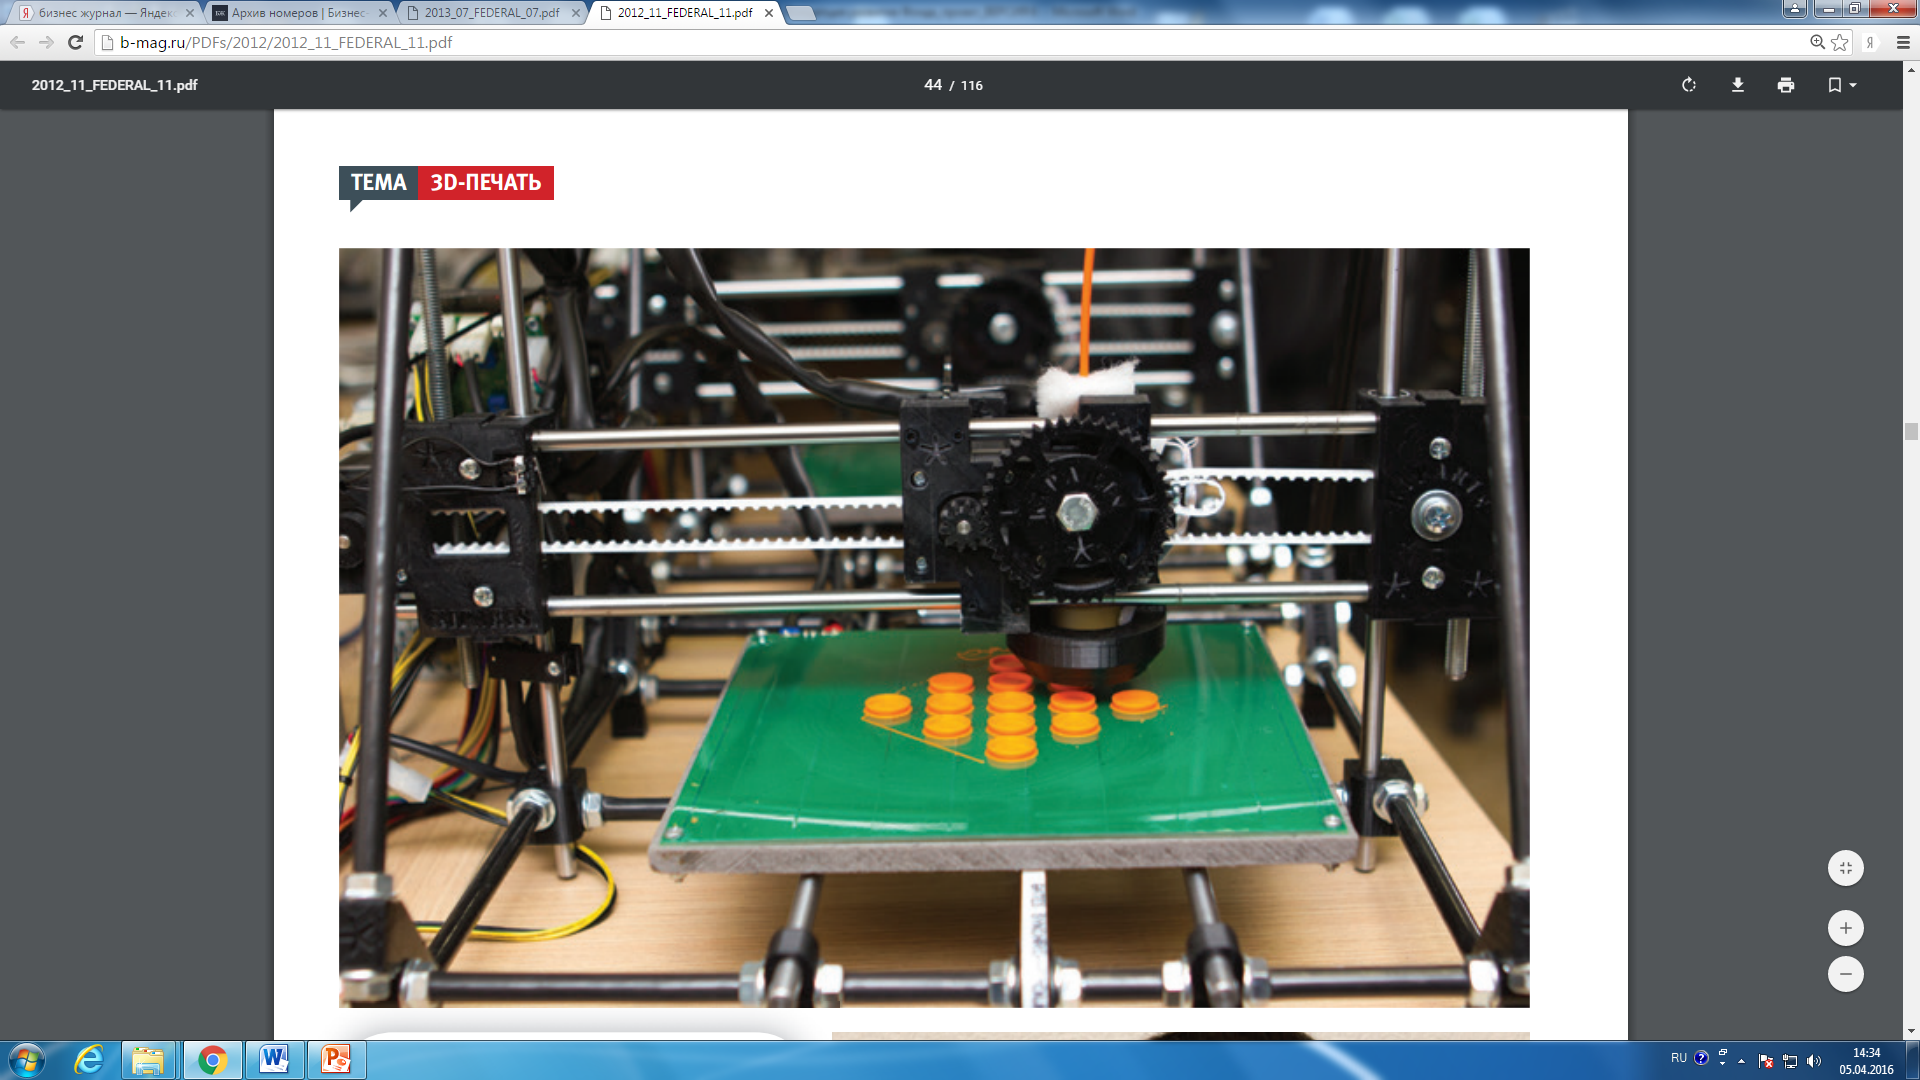 бизнес журнал — Яндекс
Архив номеров | Бизнес-
2013_07_FEDERAL_07.pdf
2012_11_FEDERAL_11.pdf
b-mag.ru/PDFs/2012/2012_11_FEDERAL_11.pdf
2012_11_FEDERAL_11.pdf
44 / 116
ТЕМА 3D-ПЕЧАТЬ
RU
14:34
05.04.2016